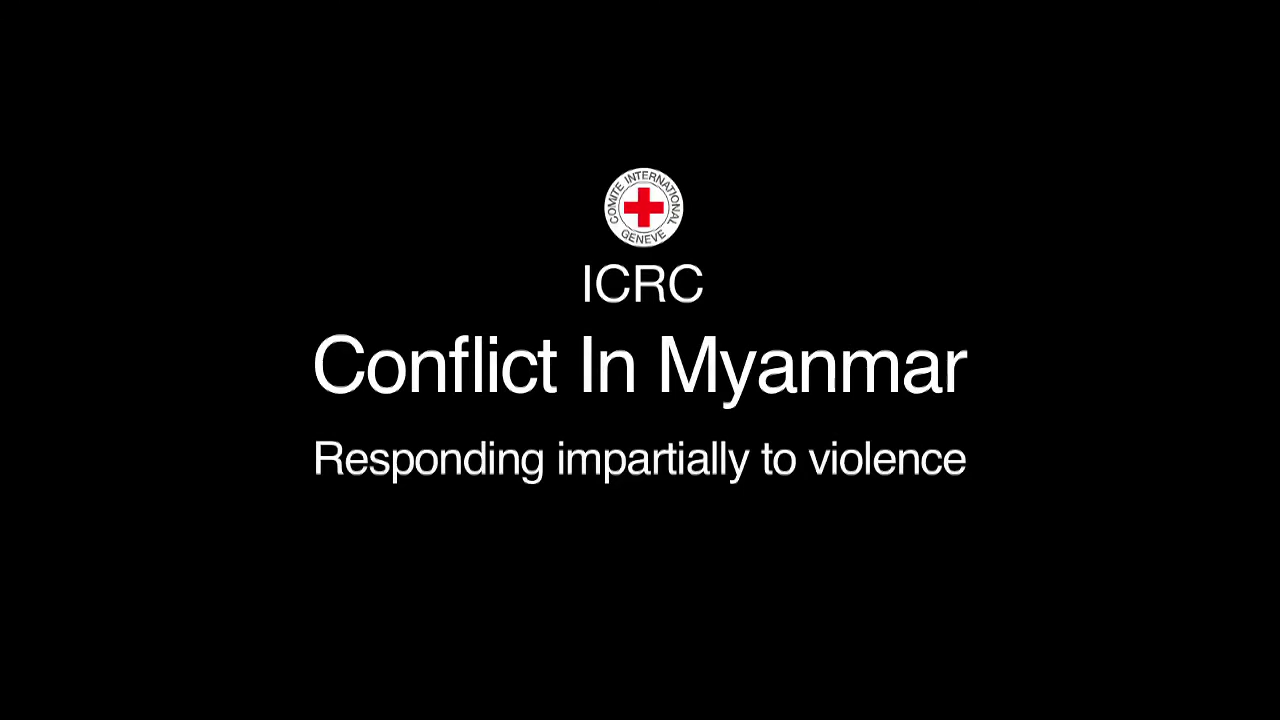 COMITE INTERNATIONAL
GENEVE
ICRC
Conflict In Myanmar
Responding impartially to violence